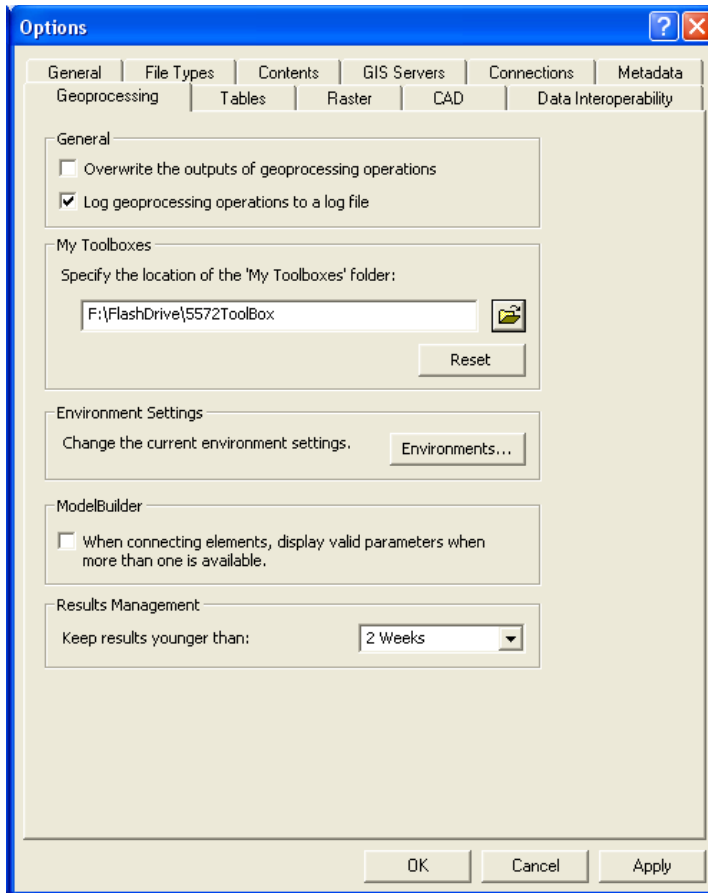 Options
General File Types Contents GIS Servers Connections Metadata
Geoprocessing Tables Raster CAD Data Interoperability
General
Overwrite the outputs of geoprocessing operations
Log geoprocessing operations to a log file
My Toolboxes
Specify the location of the 'My Toolboxes' folder:
F:\FlashDrive\5572ToolBox
Reset
Environment Settings
Change the current environment settings. Environments...
ModelBuilder
When connecting elements, display valid parameters when
more than one is available.
Results Management
Keep results younger than: 2 Weeks
OK Cancel Apply